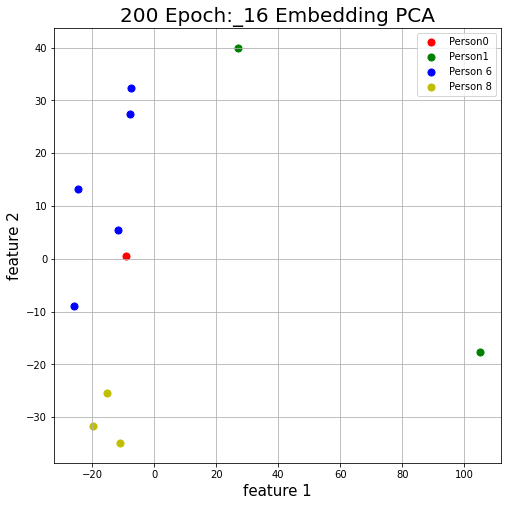 200 Epoch:_16 Embedding PCA
Person0
Person1
Person 6
Person 8
feature 2
40
30
20
10
0
−10
−20
−30
−20
0
20
40
60
80
100
feature 1